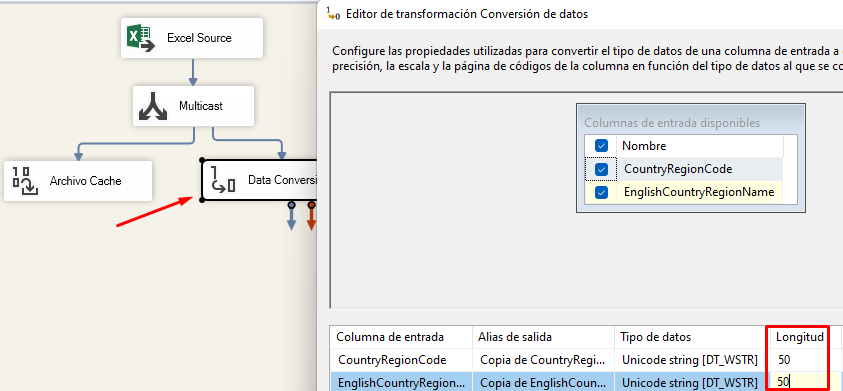 Excel Source
Multicast
Archivo Cache
Data Conversi
Editor de transformación Conversión de datos
Configure las propiedades utilizadas para convertir el tipo de datos de una columna de entrada a
precisión, la escala y la página de códigos de la columna en función del tipo de datos al que se co
Columnas de entrada disponibles
Nombre
CountryRegionCode
EnglishCountryRegionName
Columna de entrada Alias de salida Tipo de datos Longitud
CountryRegionCode Copia de CountryRegi... Unicode string [DT_WSTR] 50
EnglishCountryRegion... Copia de EnglishCoun... Unicode string [DT_WSTR] 50